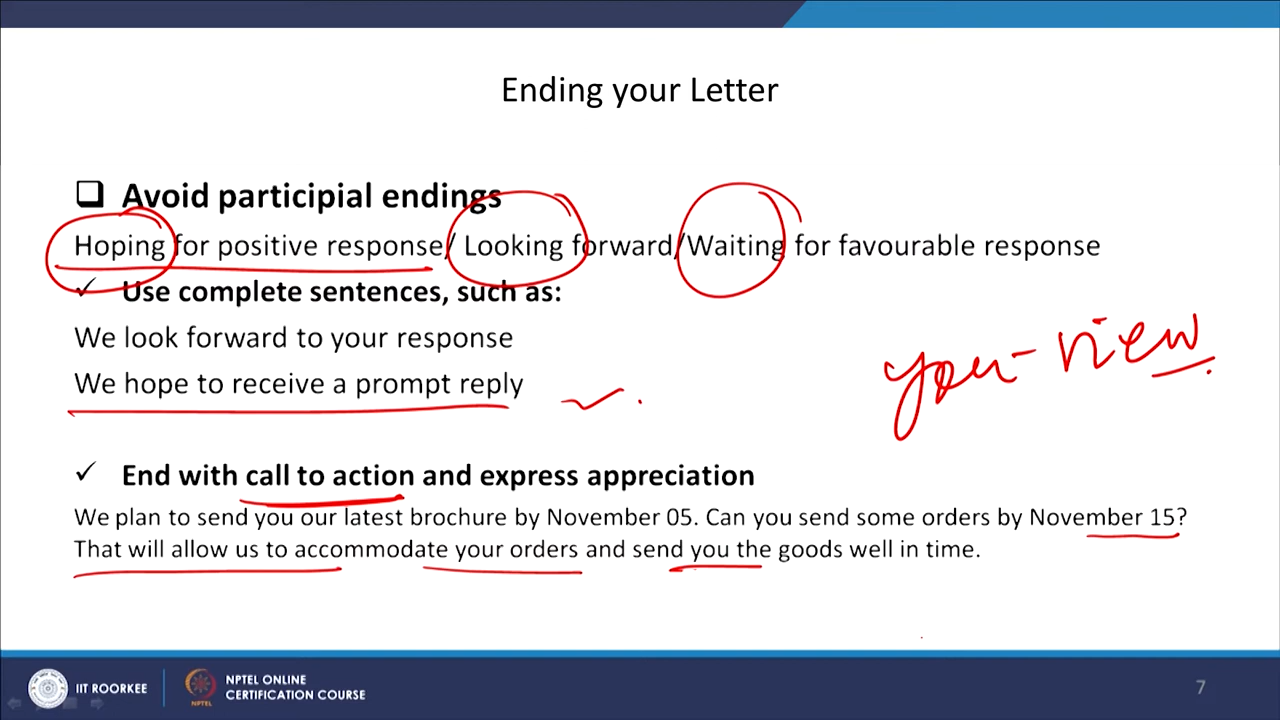 Ending your Letter
❑ Avoid participial endings
Hoping for positive response/ Looking forward/Waiting for favourable response
✓ Use complete sentences, such as:
We look forward to your response
We hope to receive a prompt reply
you-view
✓ End with call to action and express appreciation
We plan to send you our latest brochure by November 05. Can you send some orders by November 15?
That will allow us to accommodate your orders and send you the goods well in time.
IIT ROORKEE
NPTEL
NPTEL ONLINE
CERTIFICATION COURSE
7